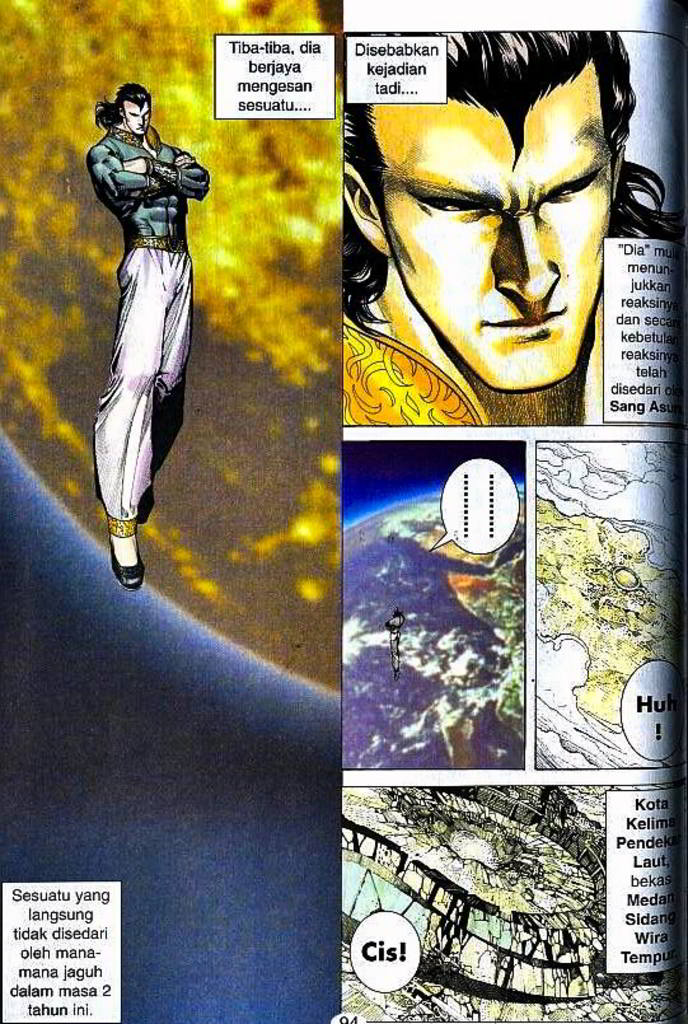 Tiba-tiba, dia
berjaya
mengesan
sesuatu....
Sesuatu yang
langsung
tidak disedari
oleh mana-
mana jaguh
dalam masa 2
tahun ini.
Disebabkan
kejadian
tadi....
"Dia"
menun-
jukkan
reaksinya
dan
kebetulan
reaksinya
telah
disedari
Sang
Huh
!
Kota
Kelima
Pendekar
Laut,
bekas
Medan
Sidang
Wira
Tempur.
Cis!
94